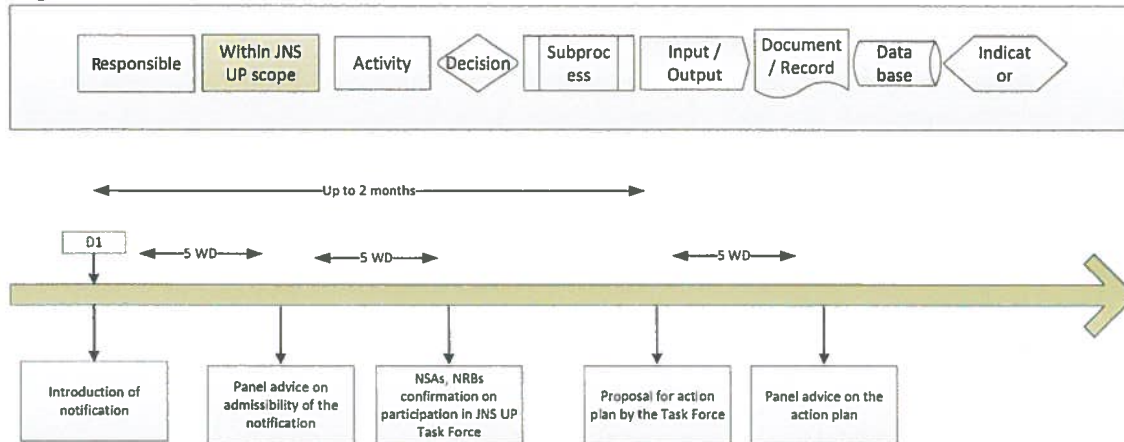 Responsible
Within JNS
UP scope
Activity
Decision
Subproc
ess
Input /
Output
Document
/ Record
Data
base
Indicat
or
Up to 2 months
D1
5 WD
5 WD
5 WD
Introduction of
notification
Panel advice on
admissibility of the
notification
NSAs, NRBs
confirmation on
participation in JNS UP
Task Force
Proposal for action
plan by the Task Force
Panel advice on the
action plan